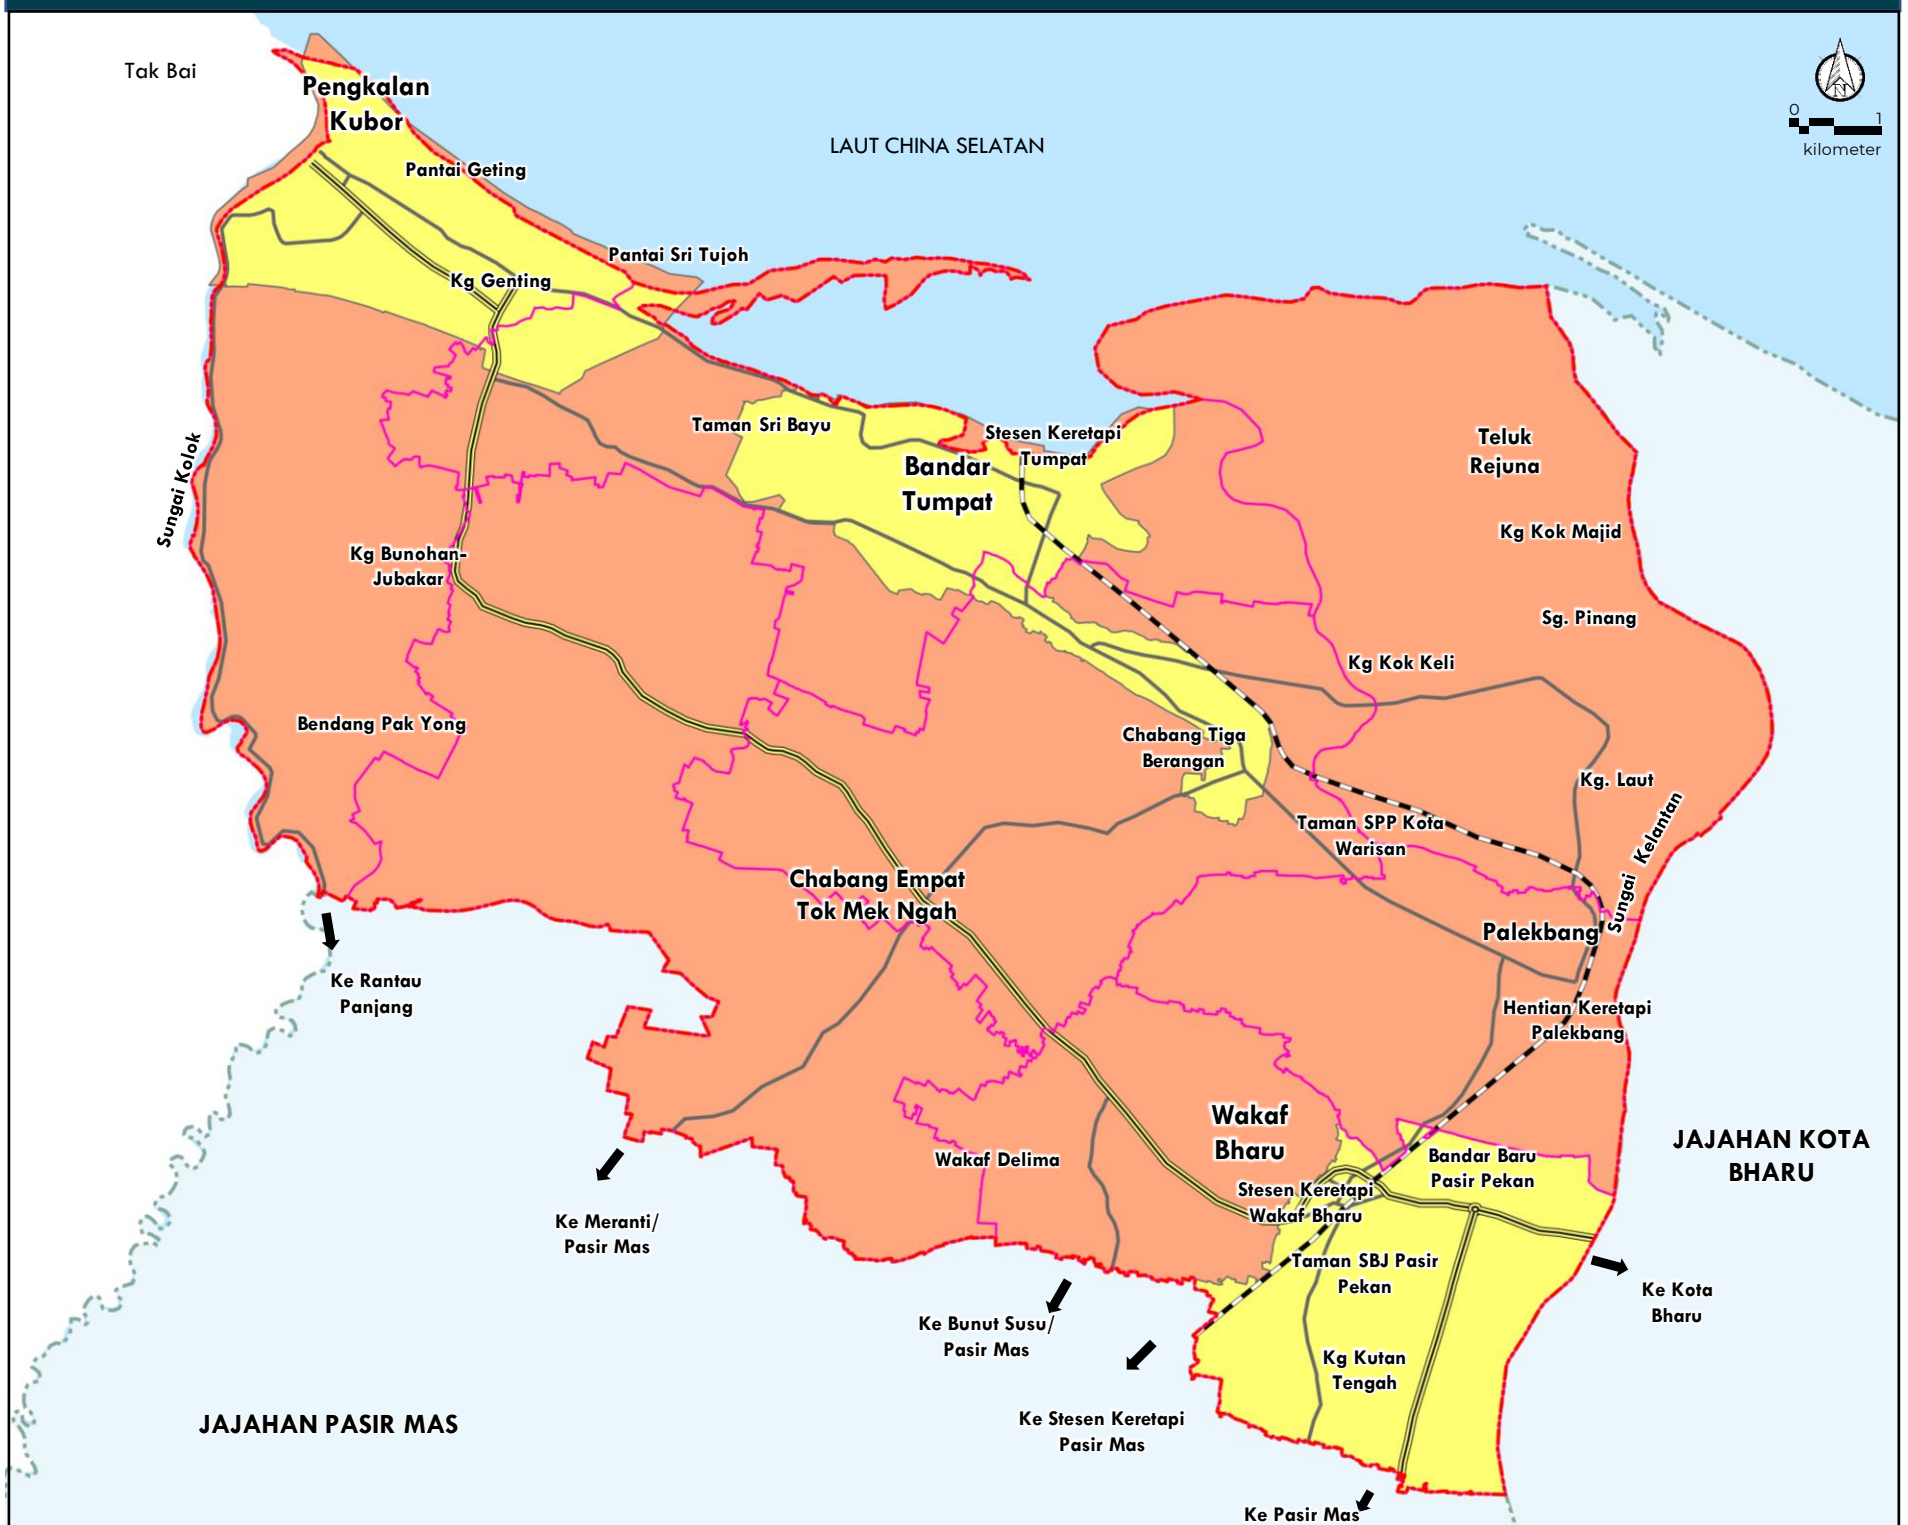 Tak Bai
Pengkalan
Kubor
0
1
kilometer
N
LAUT CHINA SELATAN
Pantai Geting
Pantai Sri Tujoh
Kg Genting
Taman Sri Bayu
Stesen Keretapi
Tumpat
Bandar
Tumpat
Teluk
Rejuna
Sungai Kolok
Kg Kok Majid
Kg Bunohan-
Jubakar
Sg. Pinang
Kg Kok Keli
Bendang Pak Yong
Chabang Tiga
Berangan
Kg. Laut
Taman SPP Kota
Warisan
Sungai Kelantan
Chabang Empat
Tok Mek Ngah
Palekbang
Ke Rantau
Panjang
Hentian Keretapi
Palekbang
Wakaf
Bharu
JAJAHAN KOTA
BHARU
Wakaf Delima
Bandar Baru
Pasir Pekan
Stesen Keretapi
Wakaf Bharu
Ke Meranti/
Pasir Mas
Taman SBJ Pasir
Pekan
Ke Kota
Bharu
Ke Bunut Susu/
Pasir Mas
Kg Kutan
Tengah
JAJAHAN PASIR MAS
Ke Stesen Keretapi
Pasir Mas
Ke Pasir Mas